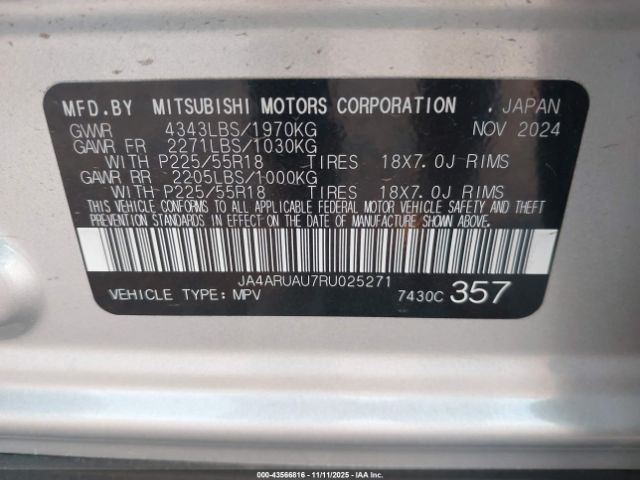 MFD.BY MITSUBISHI MOTORS CORPORATION , JAPAN
GVWR 4343LBS/1970KG NOV 2024
GAWR FR 2271LBS/1030KG
WITH P225/55R18 TIRES 18X7.0J RIMS
GAWR RR 2205LBS/1000KG
WITH P225/55R18 TIRES 18X7.0J RIMS
THIS VEHICLE CONFORMS TO ALL APPLICABLE FEDERAL MOTOR VEHICLE SAFETY AND THEFT
PREVENTION STANDARDS IN EFFECT ON THE DATE OF MANUFACTURE SHOWN ABOVE.
JA4ARUAU7RU025271
VEHICLE TYPE: MPV 7430C 357
000-43566816 - 11/11/2025 - IAAI.COM